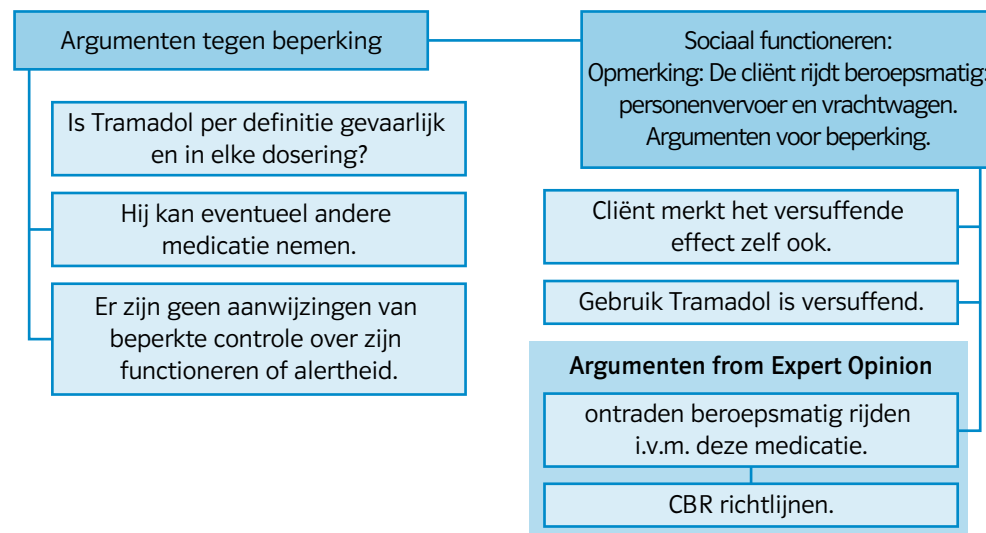 Argumenten tegen beperking
Is Tramadol per definitie gevaarlijk
en in elke dosering?
Hij kan eventueel andere
medicatie nemen.
Er zijn geen aanwijzingen van
beperkte controle over zijn
functioneren of alertheid.
Sociaal functioneren:
Opmerking: De cliënt rijdt beroepsmatig:
personenvervoer en vrachtwagen.
Argumenten voor beperking.
Cliënt merkt het versuffende
effect zelf ook.
Gebruik Tramadol is versuffend.
Argumenten from Expert Opinion
ontraden beroepsmatig rijden
i.v.m. deze medicatie.
CBR richtlijnen.